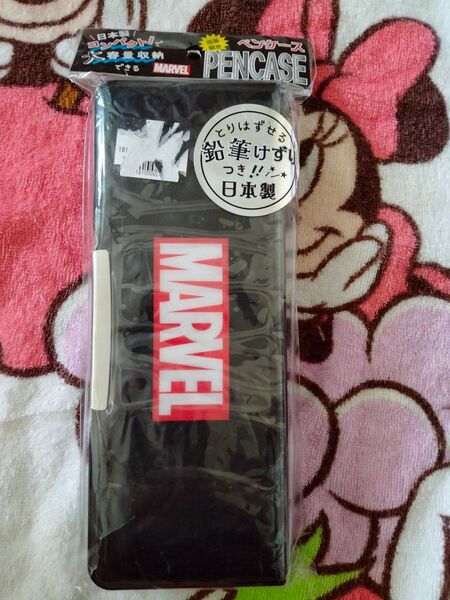 日本製
コンパクト!
大容量収納
できる
MARVEL
ペンケース
PENCASE
とりはずせる
鉛筆けずり
つき!!
日本製
MARVEL